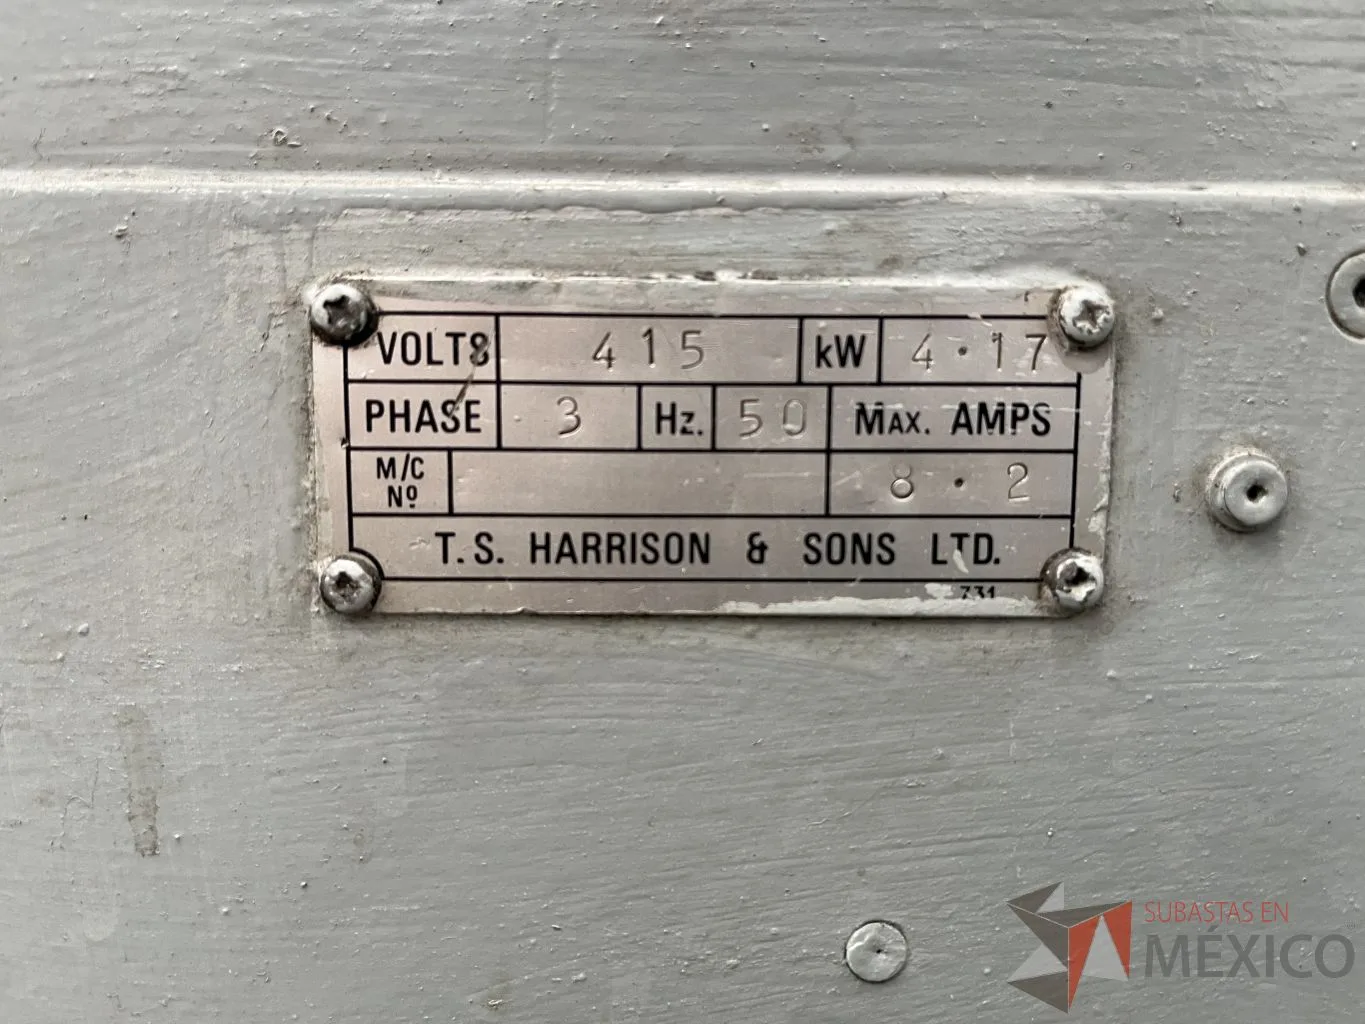 VOLTS 415 kW 4·17
PHASE 3 Hz. 50 MAX. AMPS
M/C Nº 8·2
T.S. HARRISON & SONS LTD.
731
SUBASTAS EN
MÉXICO